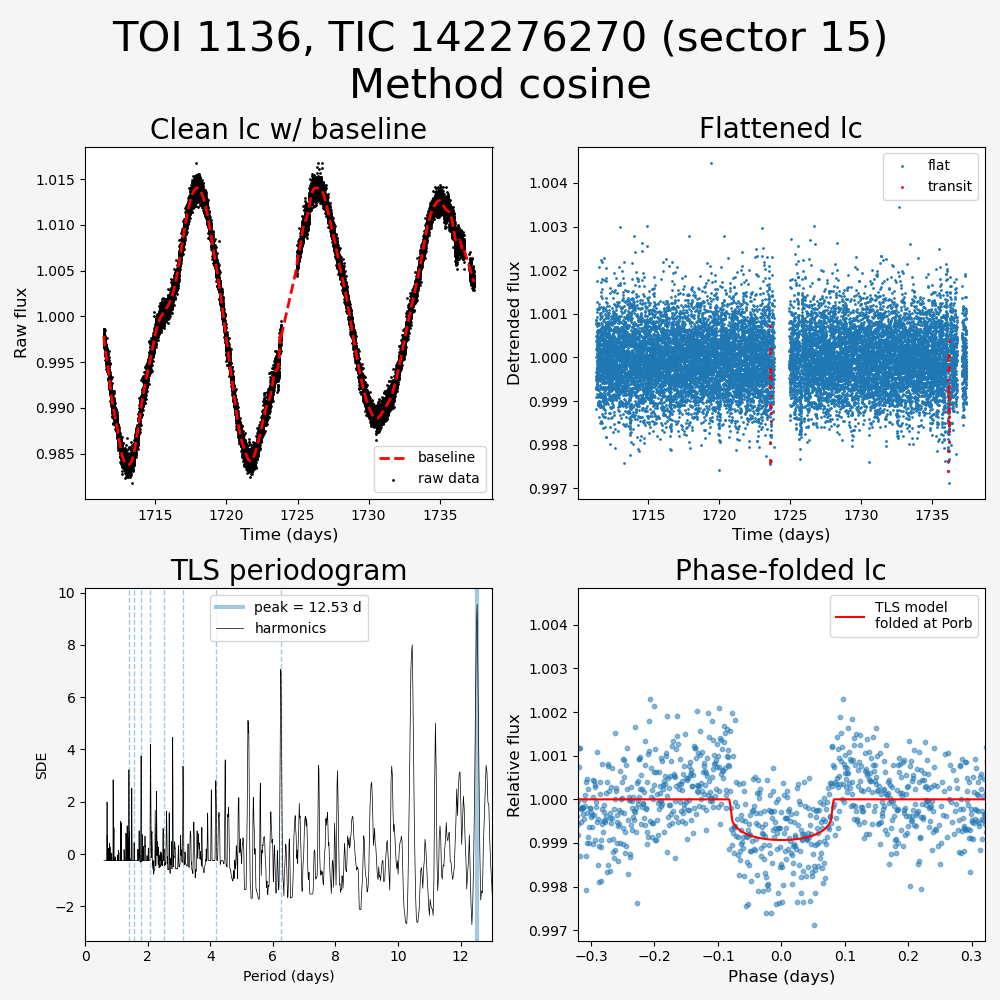 TOI 1136, TIC 142276270 (sector 15)
Method cosine
Clean lc w/ baseline
Raw flux
1.015
1.010
1.005
1.000
0.995
0.990
0.985
baseline
raw data
1715
1720
1725
1730
1735
Time (days)
Flattened lc
Detrended flux
1.004
1.003
1.002
1.001
1.000
0.999
0.998
0.997
flat
transit
1715
1720
1725
1730
1735
Time (days)
TLS periodogram
SDE
10
8
6
4
2
0
−2
peak = 12.53 d
harmonics
0
2
4
6
8
10
12
Period (days)
Phase-folded lc
Relative flux
1.004
1.003
1.002
1.001
1.000
0.999
0.998
0.997
TLS model
folded at Porb
−0.3
−0.2
−0.1
0.0
0.1
0.2
0.3
Phase (days)